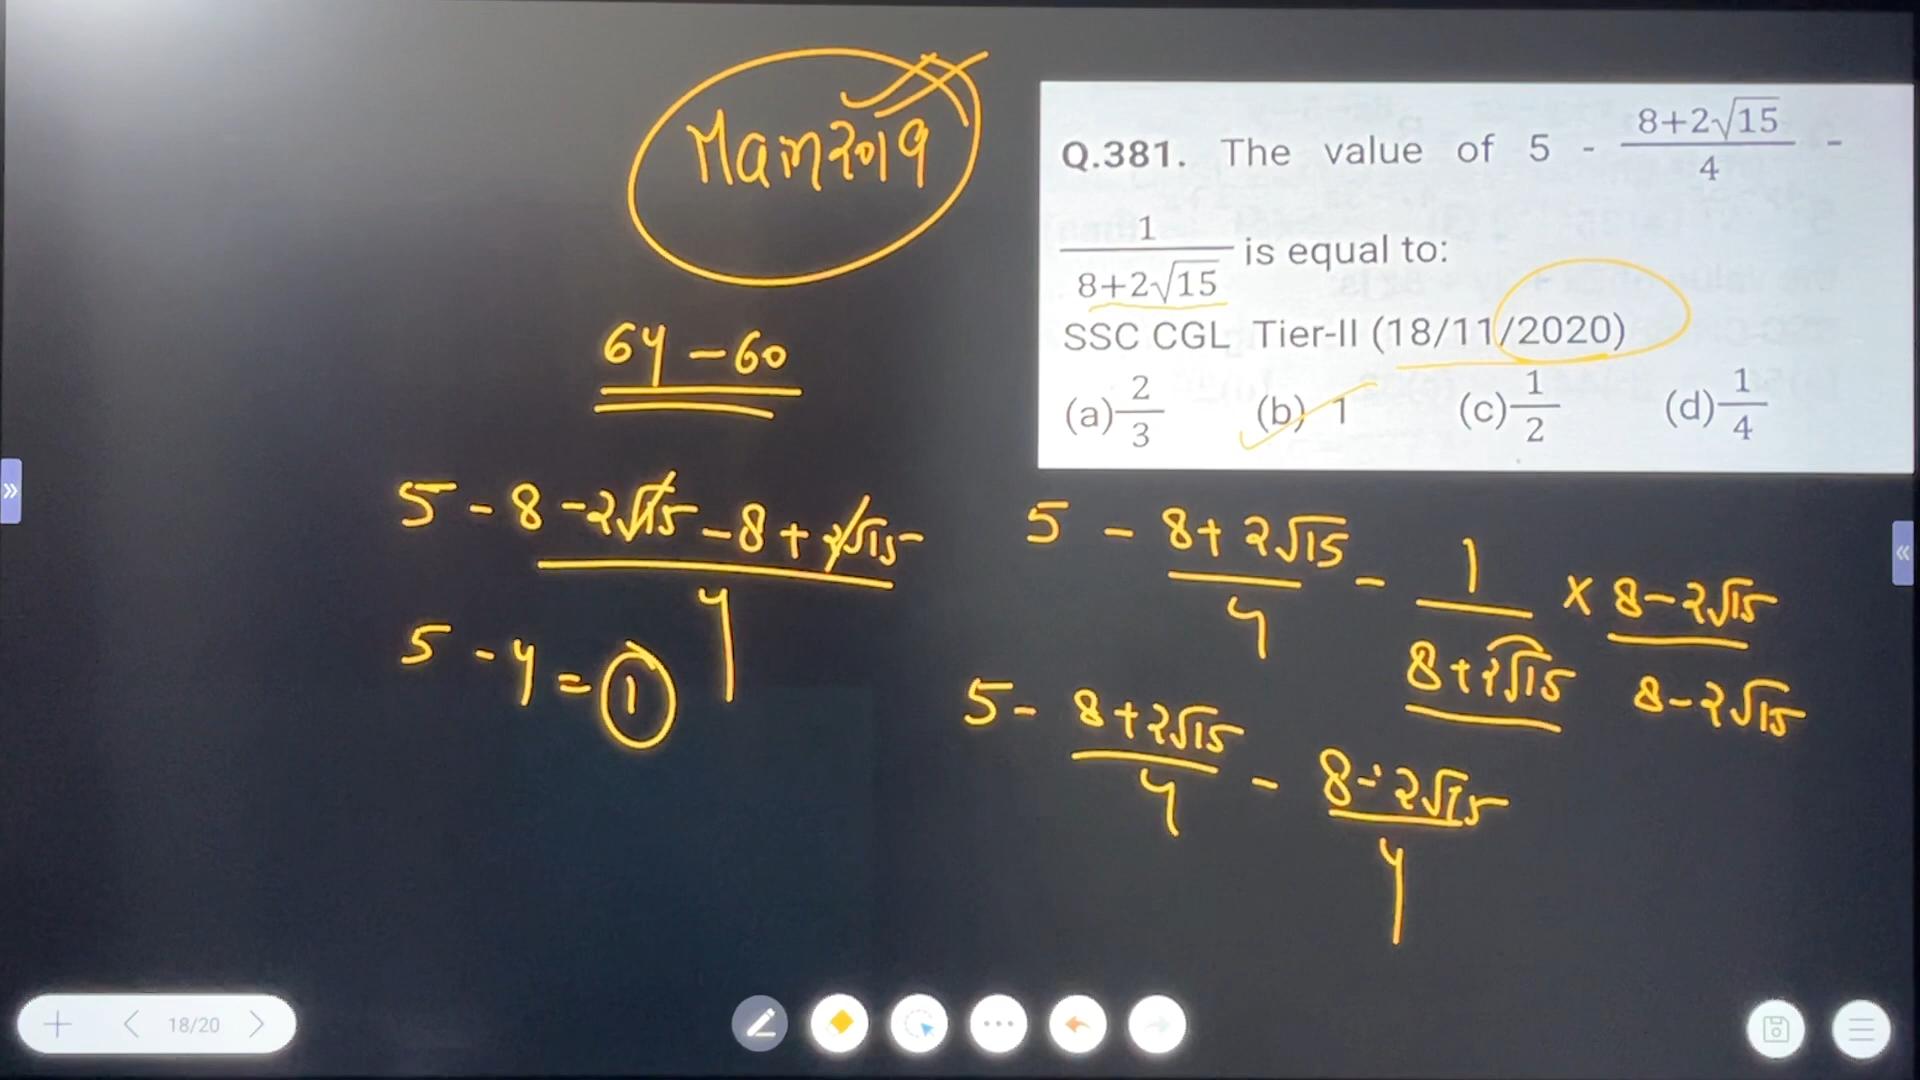 Q.381. The value of 5 - (8+2√15)/4 -
1/(8+2√15) is equal to:
SSC CGL Tier-II (18/11/2020)
(a) 2/3 (b) 1 (c) 1/2 (d) 1/4
64 - 60
5 - 8 - 2√15 - 8 + 2√15
4
5 - 4 = 1
5 - (8+2√15)/4 - 1/(8+2√15) × (8-2√15)/(8-2√15)
5 - (8+2√15)/4 - (8-2√15)/4
18/20